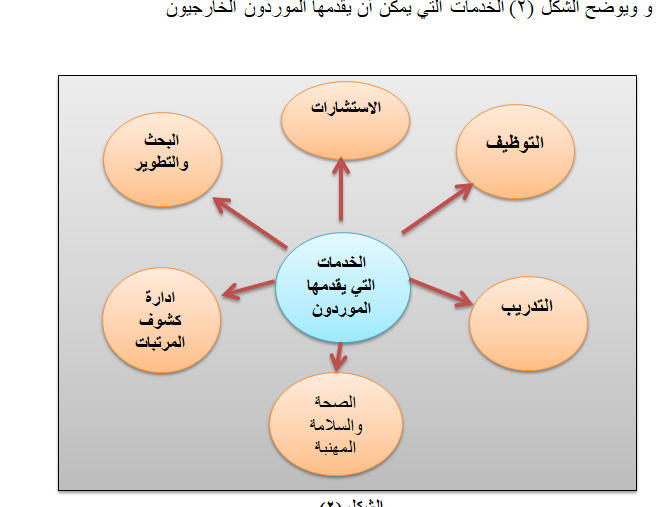 و ويوضح الشكل (٢) الخدمات التي يمكن أن يقدمها الموردون الخارجيون
الاستشارات
التوظيف
البحث
والتطوير
الخدمات
التي يقدمها
الموردون
التدريب
ادارة
كشوف
المرتبات
الصحة
والسلامة
المهنية
الشكل (٢)